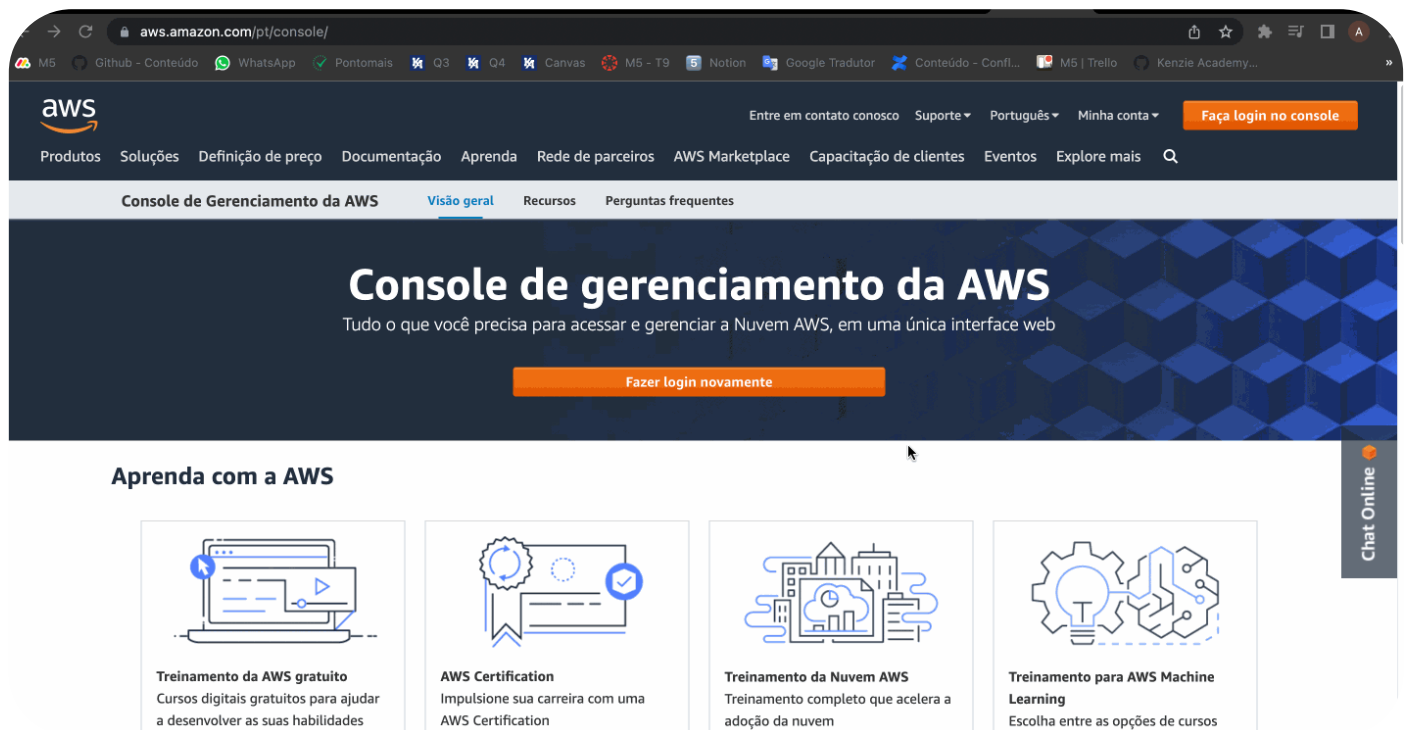 aws.amazon.com/pt/console/
A
M5
Github - Conteúdo
WhatsApp
Pontomais
Q3
Q4
Canvas
M5 - T9
5
Notion
Google Tradutor
Conteúdo - Confl...
M5 | Trello
Kenzie Academy...
»
aws
Entre em contato conosco
Suporte
Português
Minha conta
Faça login no console
Produtos
Soluções
Definição de preço
Documentação
Aprenda
Rede de parceiros
AWS Marketplace
Capacitação de clientes
Eventos
Explore mais
Console de Gerenciamento da AWS
Visão geral
Recursos
Perguntas frequentes
Console de gerenciamento da AWS
Tudo o que você precisa para acessar e gerenciar a Nuvem AWS, em uma única interface web
Fazer login novamente
Chat Online
Aprenda com a AWS
Treinamento da AWS gratuito
Cursos digitais gratuitos para ajudar
a desenvolver as suas habilidades
AWS Certification
Impulsione sua carreira com uma
AWS Certification
Treinamento da Nuvem AWS
Treinamento completo que acelera a
adoção da nuvem
Treinamento para AWS Machine
Learning
Escolha entre as opções de cursos